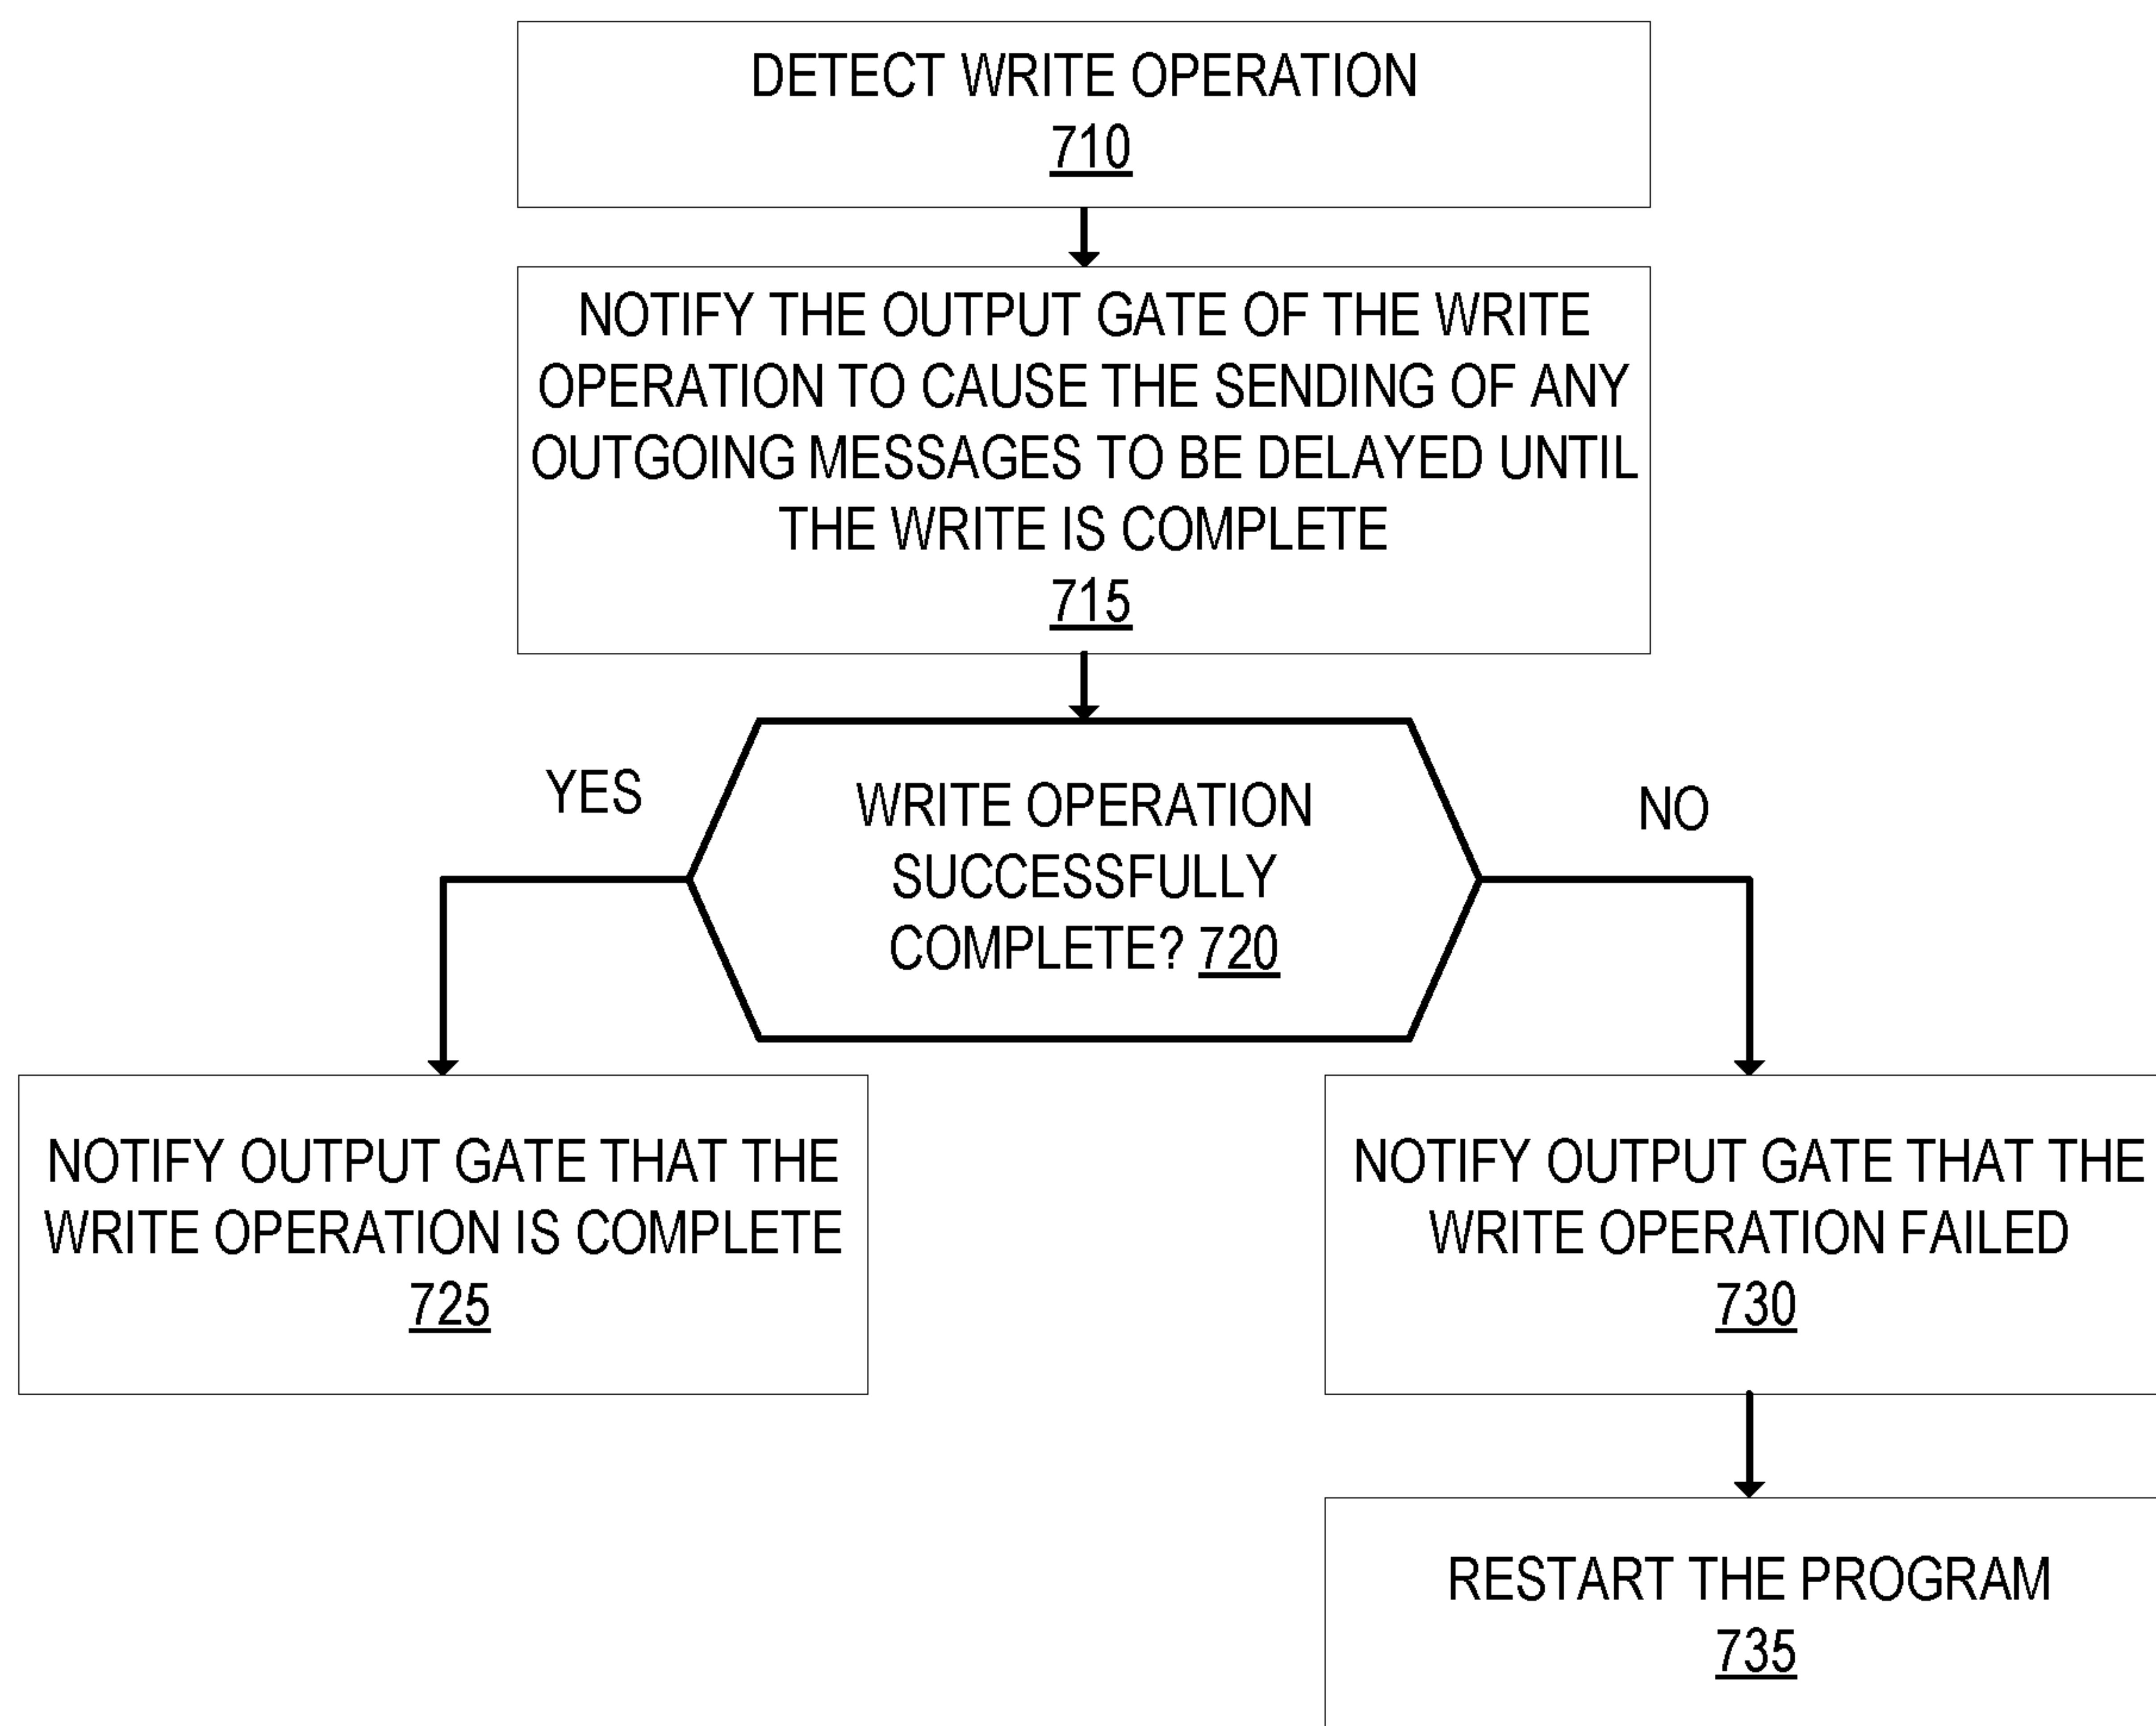 DETECT WRITE OPERATION
710
NOTIFY THE OUTPUT GATE OF THE WRITE
OPERATION TO CAUSE THE SENDING OF ANY
OUTGOING MESSAGES TO BE DELAYED UNTIL
THE WRITE IS COMPLETE
715
YES
WRITE OPERATION
SUCCESSFULLY
COMPLETE? 720
NO
NOTIFY OUTPUT GATE THAT THE
WRITE OPERATION IS COMPLETE
725
NOTIFY OUTPUT GATE THAT THE
WRITE OPERATION FAILED
730
RESTART THE PROGRAM
735